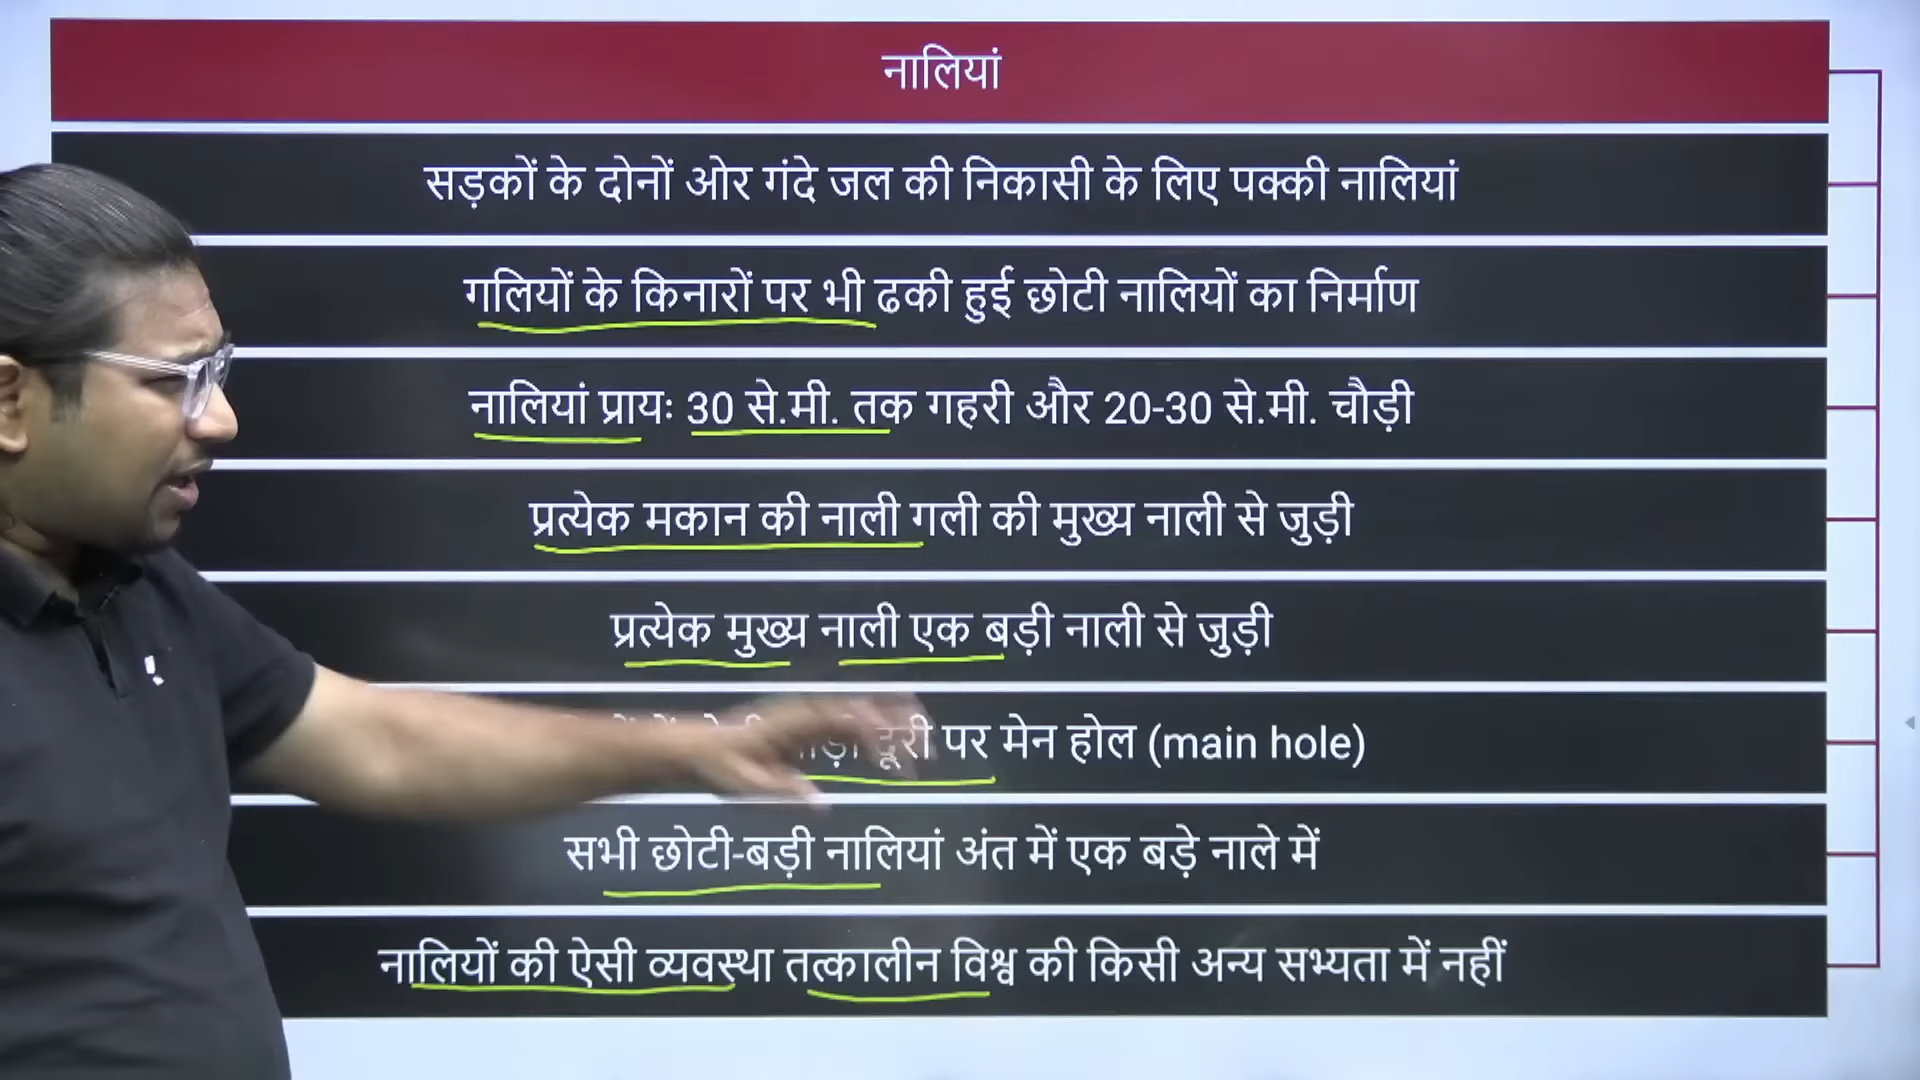 नालियां
सड़कों के दोनों ओर गंदे जल की निकासी के लिए पक्की नालियां
गलियों के किनारों पर भी ढकी हुई छोटी नालियों का निर्माण
नालियां प्रायः 30 से.मी. तक गहरी और 20-30 से.मी. चौड़ी
प्रत्येक मकान की नाली गली की मुख्य नाली से जुड़ी
प्रत्येक मुख्य नाली एक बड़ी नाली से जुड़ी
दूरी पर मेन होल (main hole)
सभी छोटी-बड़ी नालियां अंत में एक बड़े नाले में
नालियों की ऐसी व्यवस्था तत्कालीन विश्व की किसी अन्य सभ्यता में नहीं